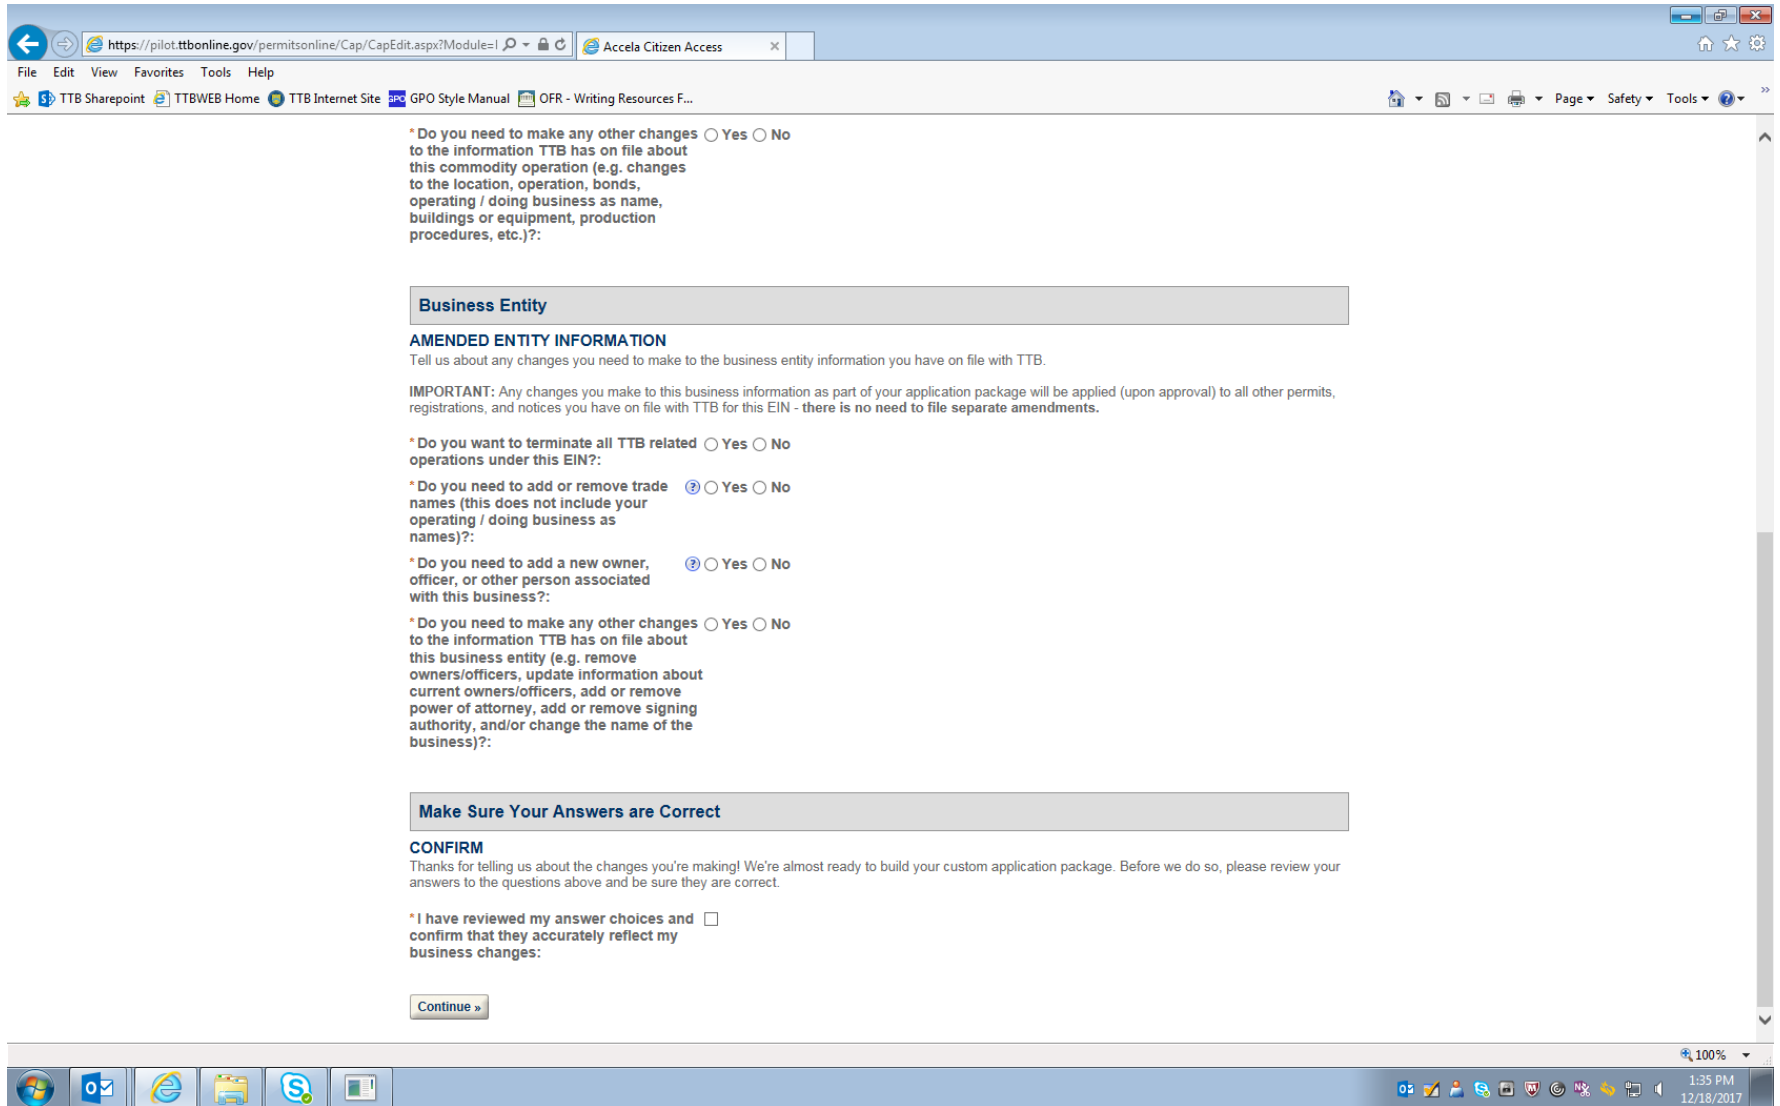 https://pilot.ttbonline.gov/permitsonline/Cap/CapEdit.aspx?Module=
Accela Citizen Access
File Edit View Favorites Tools Help
TTB Sharepoint TTBWEB Home TTB Internet Site GPO GPO Style Manual OFR - Writing Resources F...
Page Safety Tools
*Do you need to make any other changes Yes No
to the information TTB has on file about
this commodity operation (e.g. changes
to the location, operation, bonds,
operating / doing business as name,
buildings or equipment, production
procedures, etc.)?:
Business Entity
AMENDED ENTITY INFORMATION
Tell us about any changes you need to make to the business entity information you have on file with TTB.
IMPORTANT: Any changes you make to this business information as part of your application package will be applied (upon approval) to all other permits,
registrations, and notices you have on file with TTB for this EIN - there is no need to file separate amendments.
*Do you want to terminate all TTB related Yes No
operations under this EIN?:
*Do you need to add or remove trade ? Yes No
names (this does not include your
operating / doing business as
names)?:
*Do you need to add a new owner, ? Yes No
officer, or other person associated
with this business?:
*Do you need to make any other changes Yes No
to the information TTB has on file about
this business entity (e.g. remove
owners/officers, update information about
current owners/officers, add or remove
power of attorney, add or remove signing
authority, and/or change the name of the
business)?:
Make Sure Your Answers are Correct
CONFIRM
Thanks for telling us about the changes you're making! We're almost ready to build your custom application package. Before we do so, please review your
answers to the questions above and be sure they are correct.
*I have reviewed my answer choices and
confirm that they accurately reflect my
business changes:
Continue »
100%
1:35 PM
12/18/2017